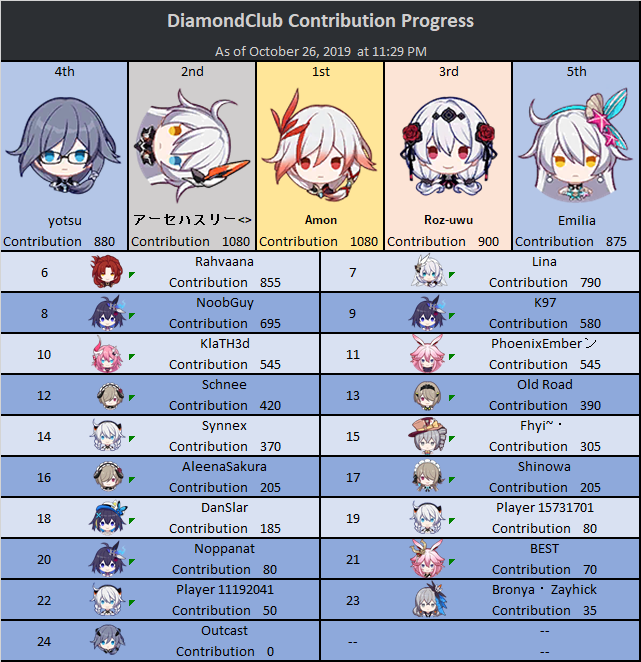 DiamondClub Contribution Progress
As of October 26, 2019 at 11:29 PM
4th
2nd
1st
3rd
5th
yotsu
アーセハスリー<>
Amon
Roz-uwu
Emilia
Contribution 880
Contribution 1080
Contribution 1080
Contribution 900
Contribution 875
6
Rahvaana
Contribution 855
7
Lina
Contribution 790
8
NoobGuy
Contribution 695
9
K97
Contribution 580
10
KlaTH3d
Contribution 545
11
PhoenixEmberン
Contribution 545
12
Schnee
Contribution 420
13
Old Road
Contribution 390
14
Synnex
Contribution 370
15
Fhyi~・
Contribution 305
16
AleenaSakura
Contribution 205
17
Shinowa
Contribution 205
18
DanSlar
Contribution 185
19
Player 15731701
Contribution 80
20
Noppanat
Contribution 80
21
BEST
Contribution 70
22
Player 11192041
Contribution 50
23
Bronya・Zayhick
Contribution 35
24
Outcast
Contribution 0
--
--
--